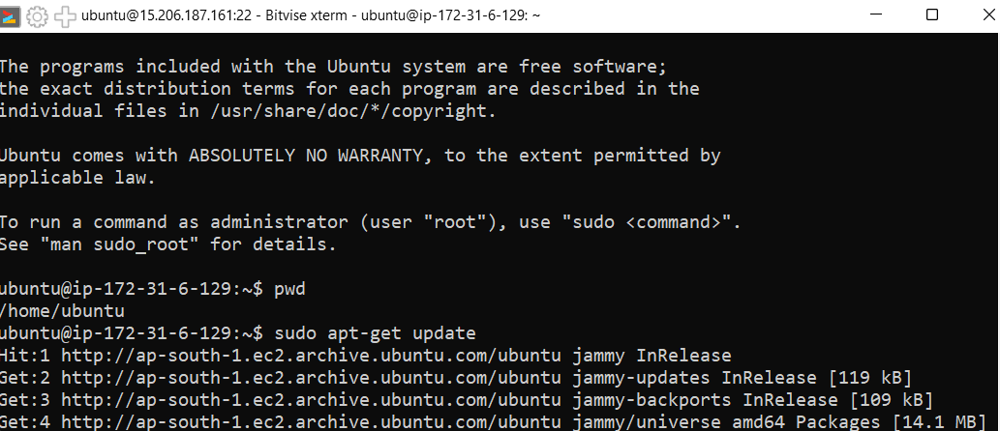 ubuntu@15.206.187.161:22 - Bitvise xterm - ubuntu@ip-172-31-6-129: ~
The programs included with the Ubuntu system are free software;
the exact distribution terms for each program are described in the
individual files in /usr/share/doc/*/copyright.
Ubuntu comes with ABSOLUTELY NO WARRANTY, to the extent permitted by
applicable law.
To run a command as administrator (user "root"), use "sudo <command>".
See "man sudo_root" for details.
ubuntu@ip-172-31-6-129:~$ pwd
/home/ubuntu
ubuntu@ip-172-31-6-129:~$ sudo apt-get update
Hit:1 http://ap-south-1.ec2.archive.ubuntu.com/ubuntu jammy InRelease
Get:2 http://ap-south-1.ec2.archive.ubuntu.com/ubuntu jammy-updates InRelease [119 kB]
Get:3 http://ap-south-1.ec2.archive.ubuntu.com/ubuntu jammy-backports InRelease [109 kB]
Get:4 http://ap-south-1.ec2.archive.ubuntu.com/ubuntu jammy/universe amd64 Packages [14.1 MB]